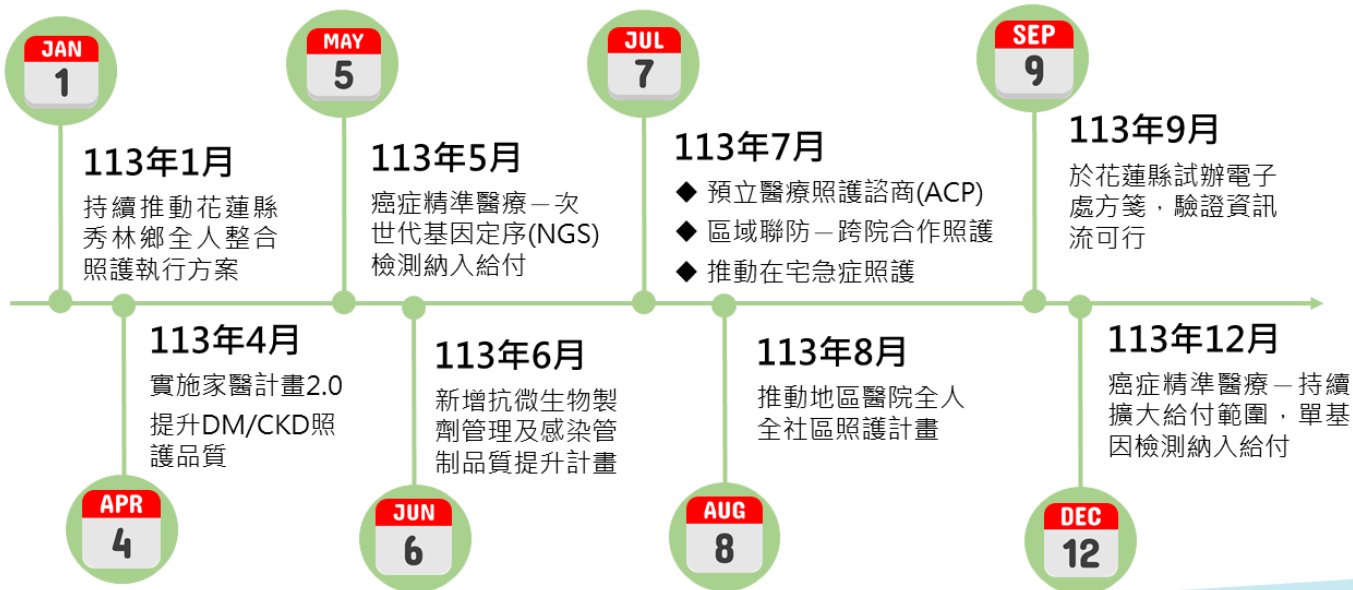 JAN
1
113年1月
持續推動花蓮縣
秀林鄉全人整合
照護執行方案
113年4月
實施家醫計畫2.0
提升DM/CKD照
護品質
APR
4
MAY
5
113年5月
癌症精準醫療－次
世代基因定序(NGS)
檢測納入給付
113年6月
新增抗微生物製
劑管理及感染管
制品質提升計畫
JUN
6
JUL
7
113年7月
◆ 預立醫療照護諮商(ACP)
◆ 區域聯防－跨院合作照護
◆ 推動在宅急症照護
113年8月
推動地區醫院全人
全社區照護計畫
AUG
8
SEP
9
113年9月
於花蓮縣試辦電子
處方箋，驗證資訊
流可行
113年12月
癌症精準醫療－持續
擴大給付範圍，單基
因檢測納入給付
DEC
12